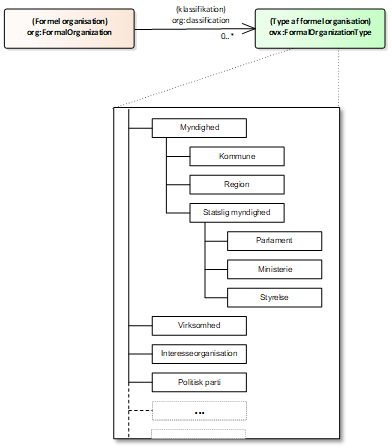 (Formel organisation)
org:FormalOrganization
(klassifikation)
org:classification
0..*
(Type af formel organisation)
ovx:FormalOrganizationType
Myndighed
Kommune
Region
Statslig myndighed
Parlament
Ministerie
Styrelse
Virksomhed
Interesseorganisation
Politisk parti
...